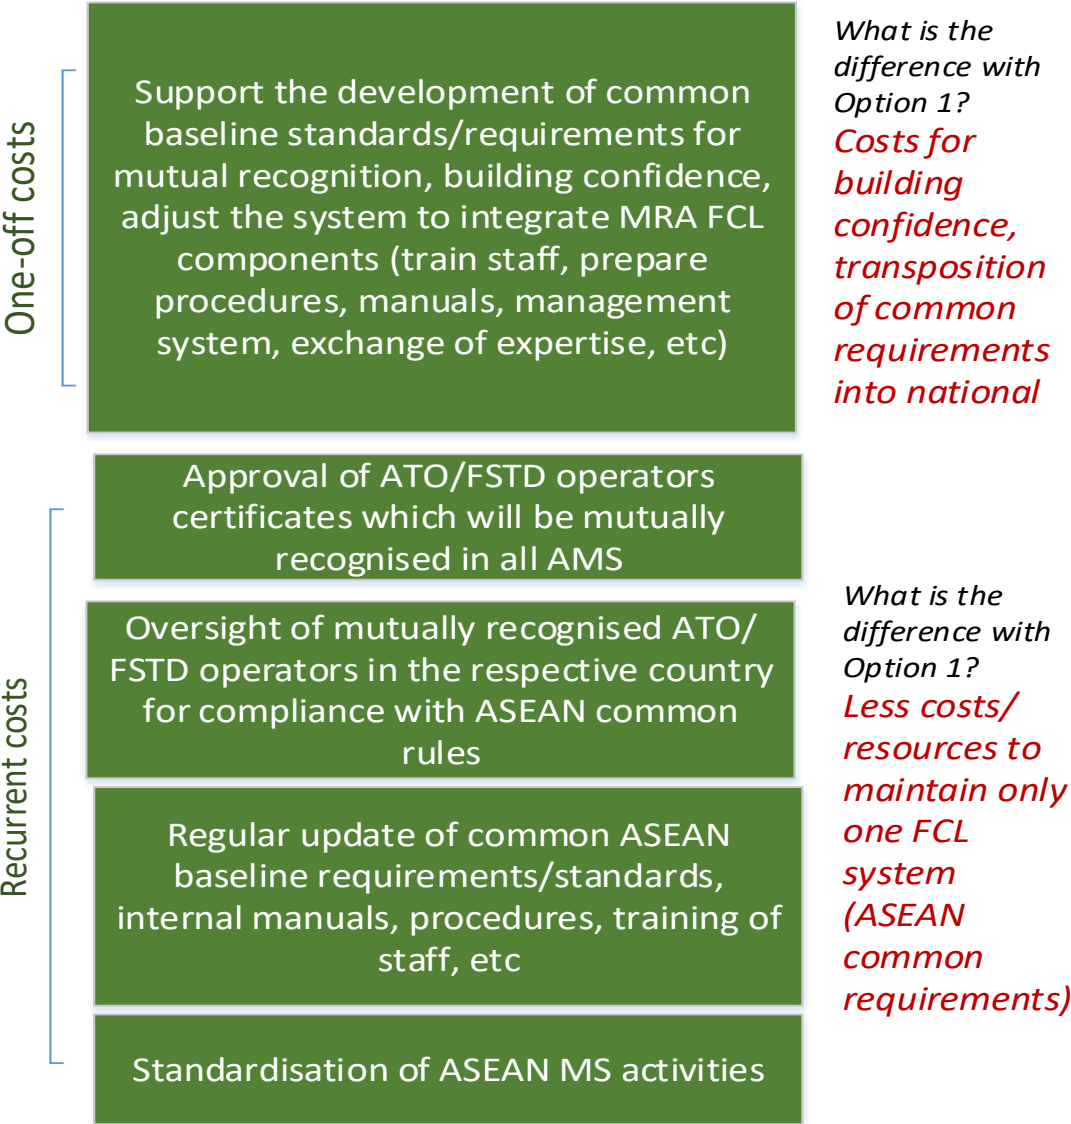 One-off costs
Support the development of common
baseline standards/requirements for
mutual recognition, building confidence,
adjust the system to integrate MRA FCL
components (train staff, prepare
procedures, manuals, management
system, exchange of expertise, etc)
What is the
difference with
Option 1?
Costs for
building
confidence,
transposition
of common
requirements
into national
Recurrent costs
Approval of ATO/FSTD operators
certificates which will be mutually
recognised in all AMS
Oversight of mutually recognised ATO/
FSTD operators in the respective country
for compliance with ASEAN common
rules
Regular update of common ASEAN
baseline requirements/standards,
internal manuals, procedures, training of
staff, etc
Standardisation of ASEAN MS activities
What is the
difference with
Option 1?
Less costs/
resources to
maintain only
one FCL
system
(ASEAN
common
requirements)